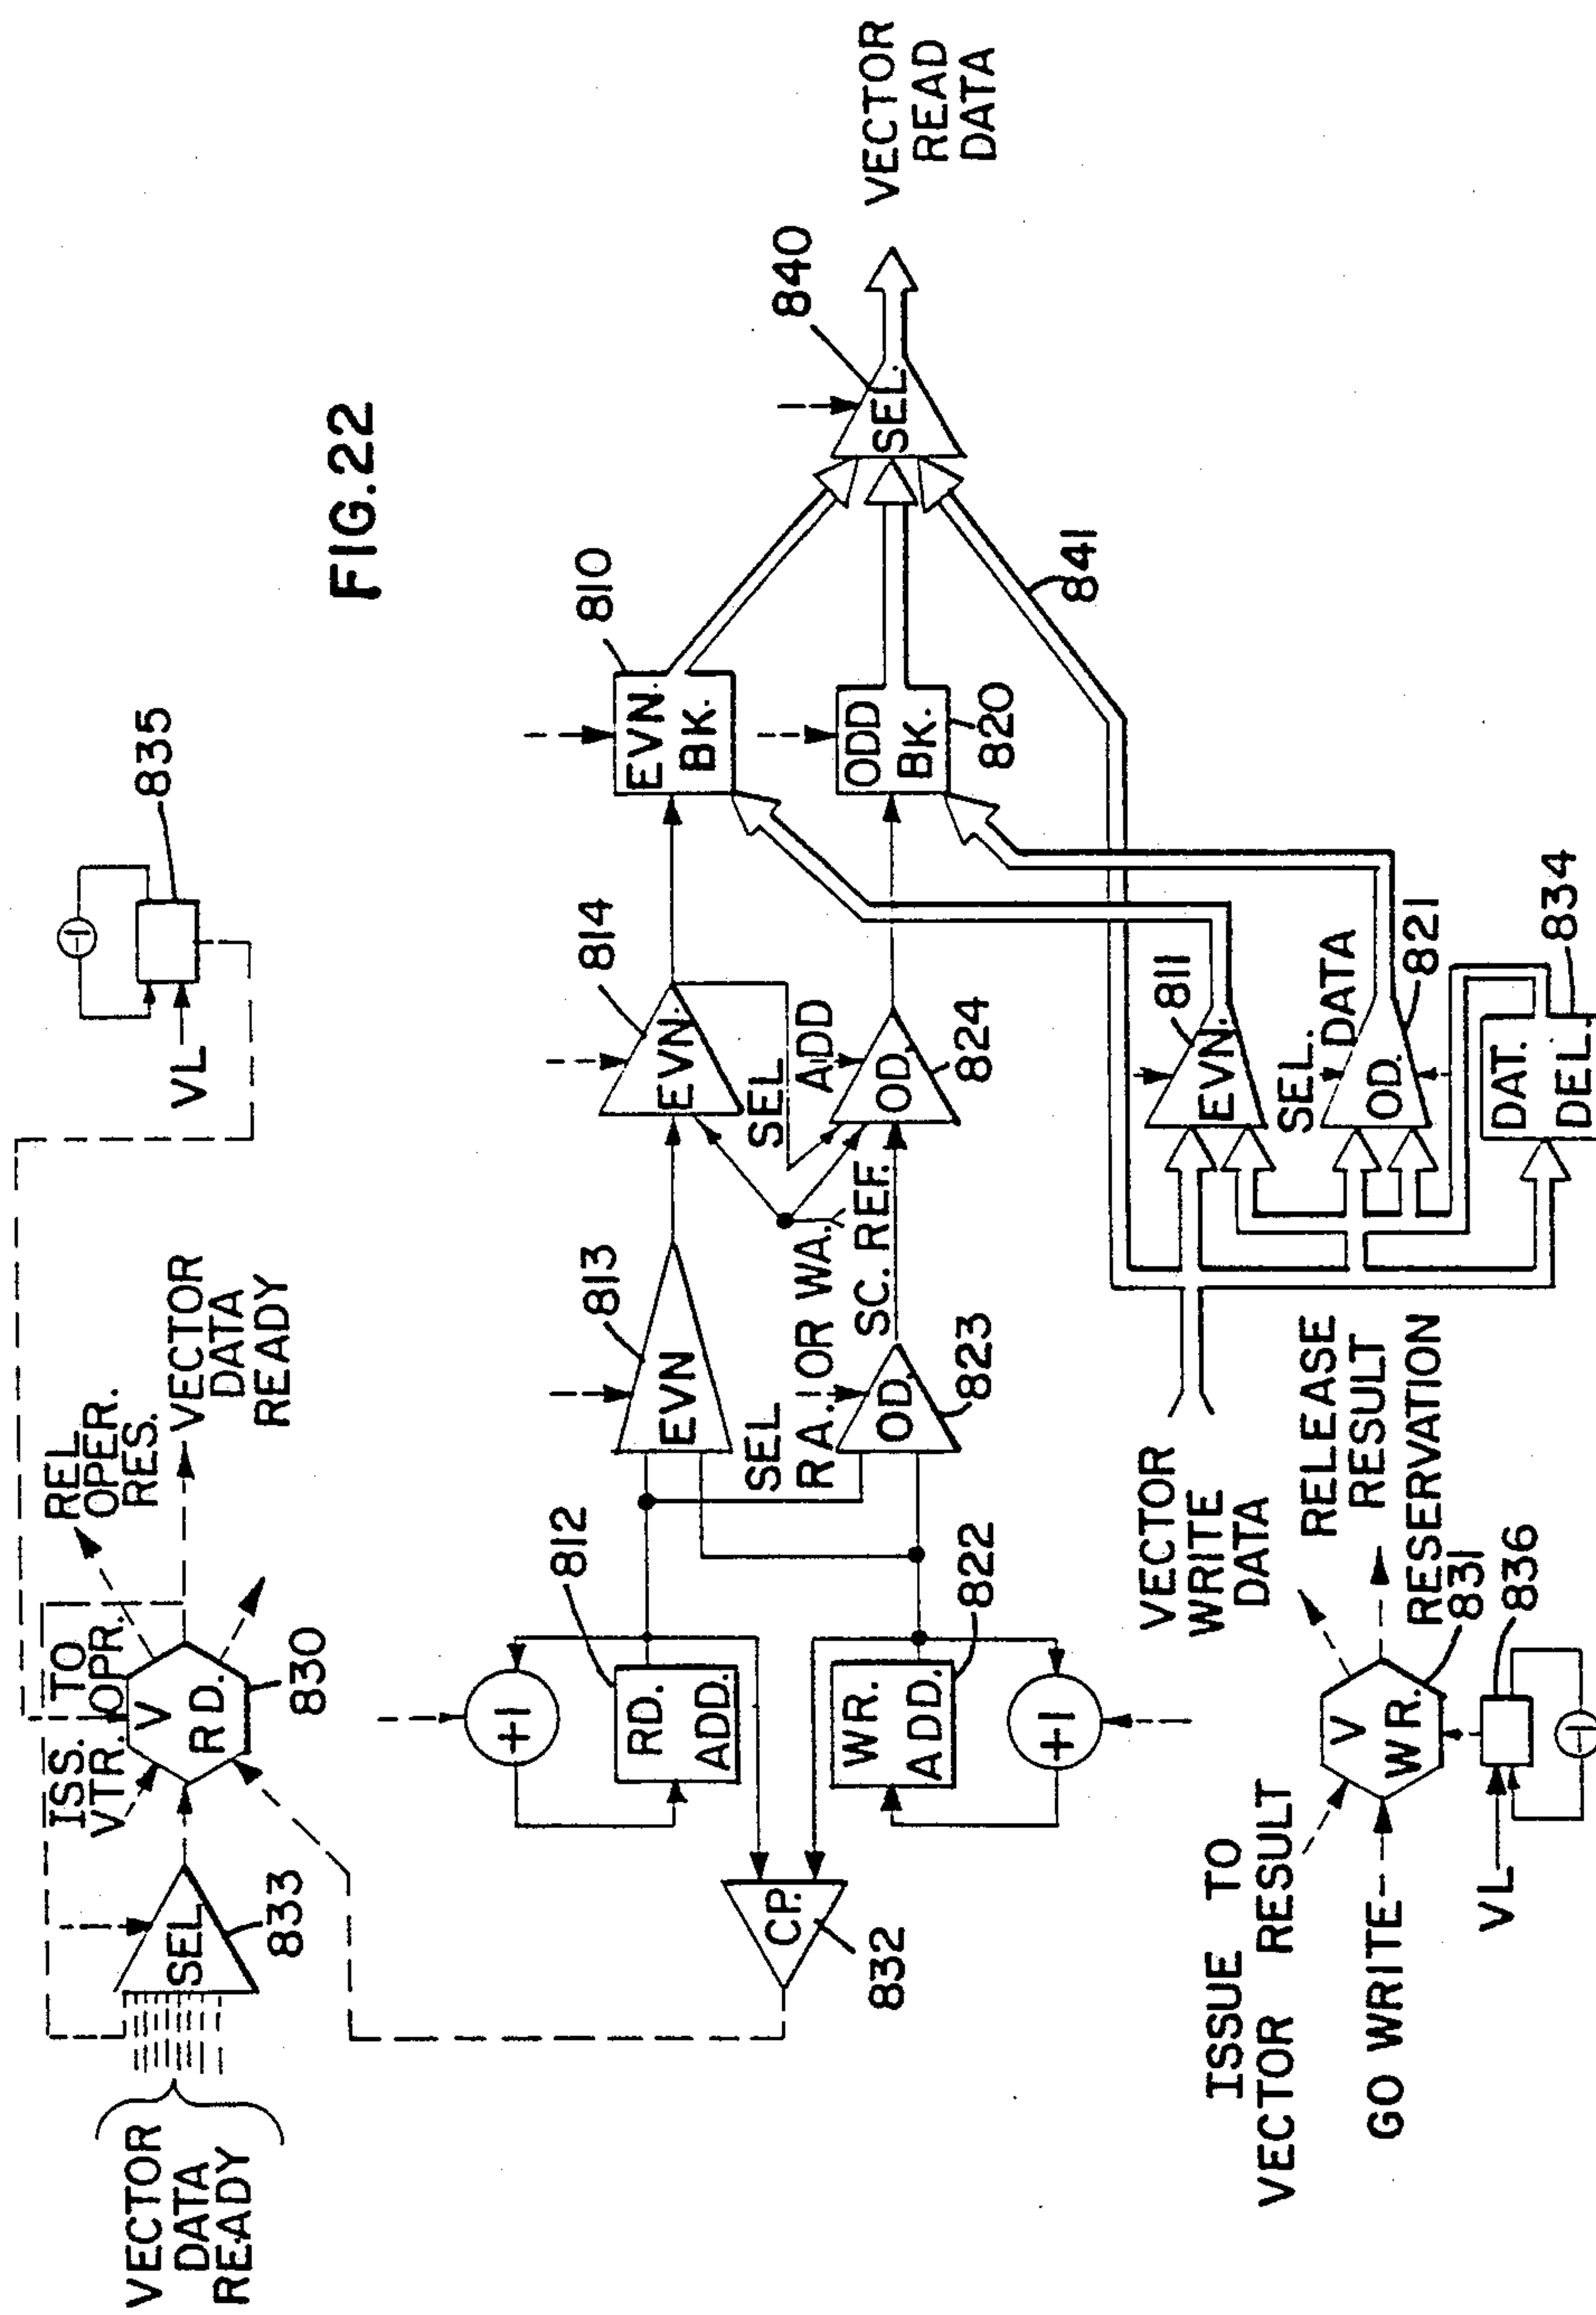 FIG.22
VECTOR
DATA
READY
SEL
833
ISS. TO
VTR. OPR.
V
RD.
830
REL
OPER.
RES.
VECTOR
DATA
READY
VL
-1
835
+1
812
RD.
ADD.
CP.
832
WR.
ADD.
822
+1
813
EVN
SEL
RA. OR WA.
OD.
823
SC. REF.
814
EVN.
SEL
ADD
OD.
824
810
EVN.
BK.
ODD
BK.
820
840
SEL.
841
VECTOR
READ
DATA
VECTOR
WRITE
DATA
811
EVN.
SEL.
DATA
OD.
821
DAT.
DEL.
834
ISSUE TO
VECTOR RESULT
GO WRITE
V
WR.
831
RELEASE
RESULT
RESERVATION
VL
836
-1